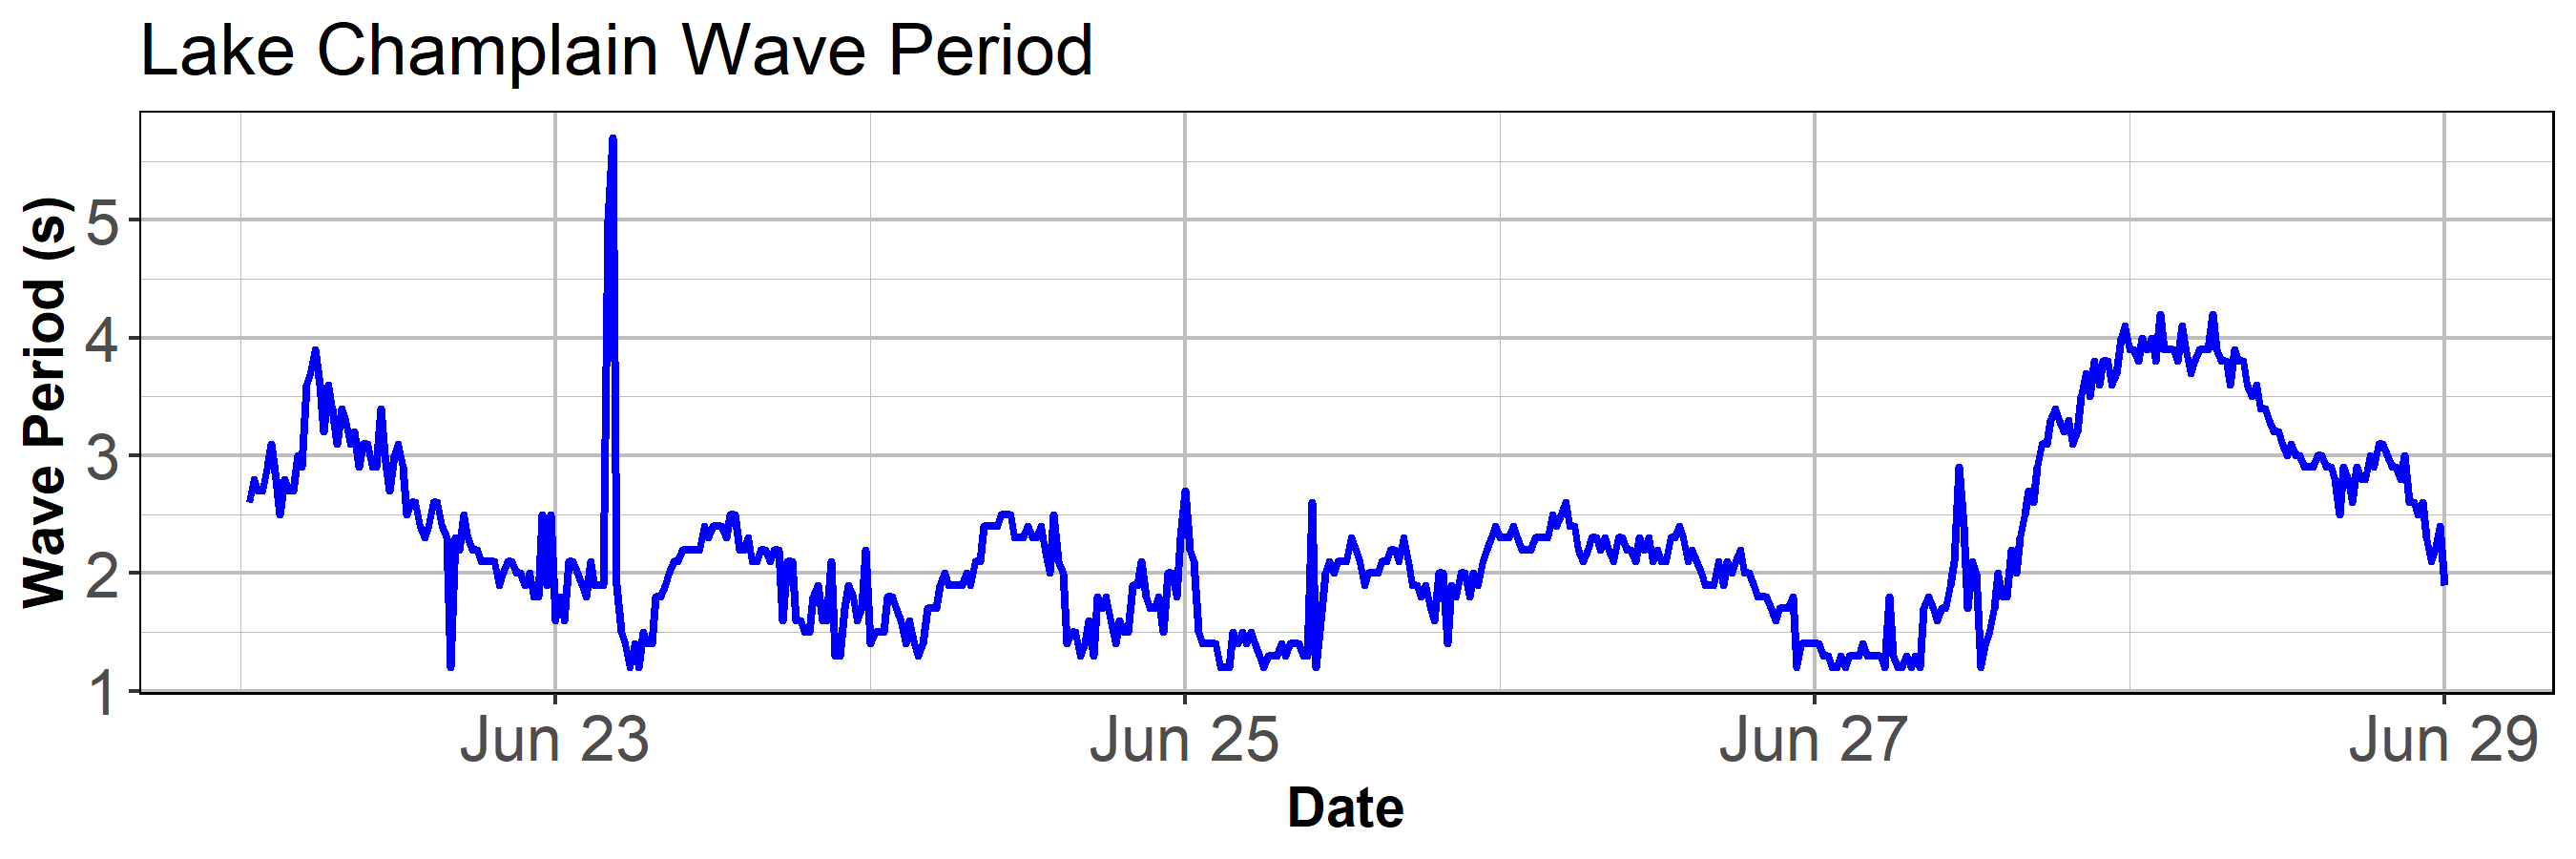 Lake Champlain Wave Period
Wave Period (s)
5
4
3
2
1
Jun 23
Jun 25
Jun 27
Jun 29
Date